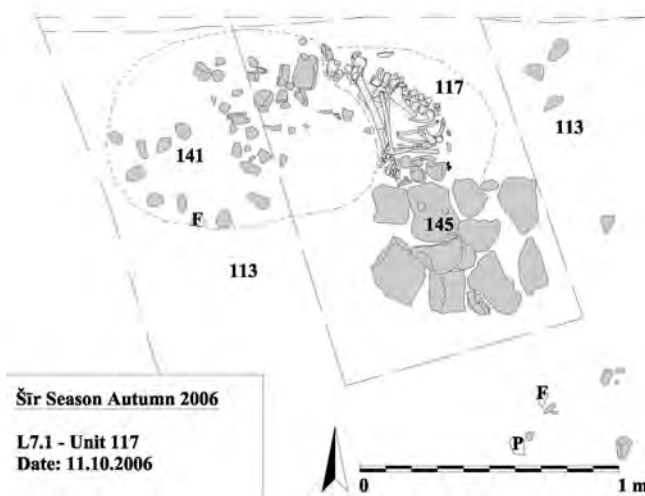 117
113
141
F
145
113
Šīr Season Autumn 2006
L7.1 - Unit 117
Date: 11.10.2006
F
P
0
1 m